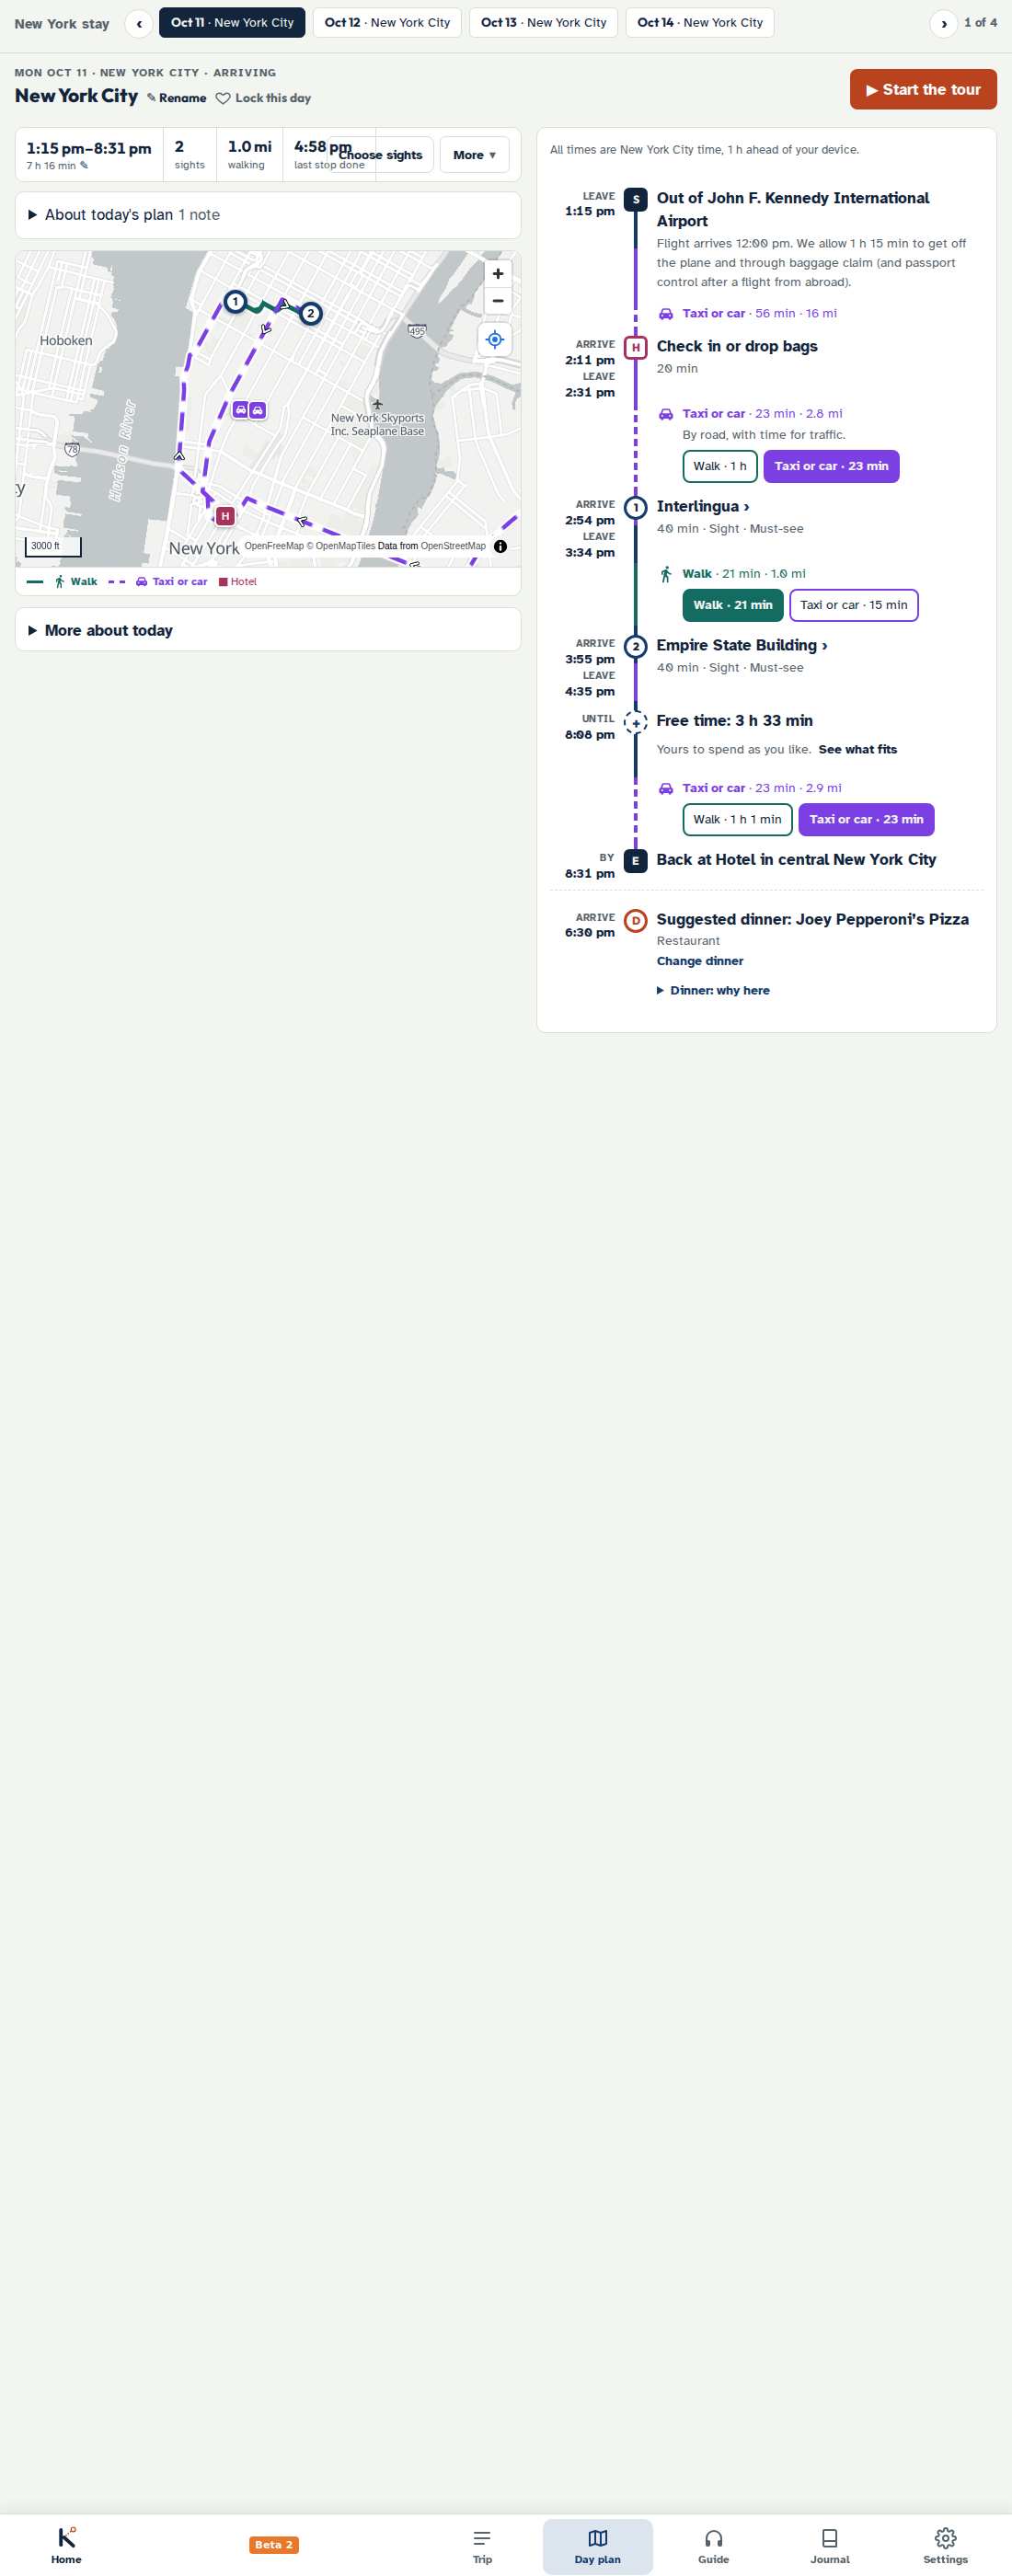 New York stay
‹
Oct 11 · New York City
Oct 12 · New York City
Oct 13 · New York City
Oct 14 · New York City
›
1 of 4
MON OCT 11 · NEW YORK CITY · ARRIVING
New York City
✎ Rename
Lock this day
▶ Start the tour
1:15 pm–8:31 pm
7 h 16 min ✎
2
sights
1.0 mi
walking
4:58 pm
last stop done
Choose sights
More ▼
▶ About today's plan 1 note
1
2
495
Hoboken
New York Skyports
Inc. Seaplane Base
Hudson River
78
y
H
3000 ft
New York
OpenFreeMap © OpenMapTiles Data from OpenStreetMap
+
−
Walk
Taxi or car
Hotel
▶ More about today
All times are New York City time, 1 h ahead of your device.
LEAVE
1:15 pm
S
Out of John F. Kennedy International
Airport
Flight arrives 12:00 pm. We allow 1 h 15 min to get off
the plane and through baggage claim (and passport
control after a flight from abroad).
Taxi or car · 56 min · 16 mi
ARRIVE
2:11 pm
LEAVE
2:31 pm
H
Check in or drop bags
20 min
Taxi or car · 23 min · 2.8 mi
By road, with time for traffic.
Walk · 1 h
Taxi or car · 23 min
ARRIVE
2:54 pm
LEAVE
3:34 pm
1
Interlingua ›
40 min · Sight · Must-see
Walk · 21 min · 1.0 mi
Walk · 21 min
Taxi or car · 15 min
ARRIVE
3:55 pm
LEAVE
4:35 pm
2
Empire State Building ›
40 min · Sight · Must-see
UNTIL
8:08 pm
+
Free time: 3 h 33 min
Yours to spend as you like. See what fits
Taxi or car · 23 min · 2.9 mi
Walk · 1 h 1 min
Taxi or car · 23 min
BY
8:31 pm
E
Back at Hotel in central New York City
ARRIVE
6:30 pm
D
Suggested dinner: Joey Pepperoni's Pizza
Restaurant
Change dinner
▶ Dinner: why here
Home
Beta 2
Trip
Day plan
Guide
Journal
Settings